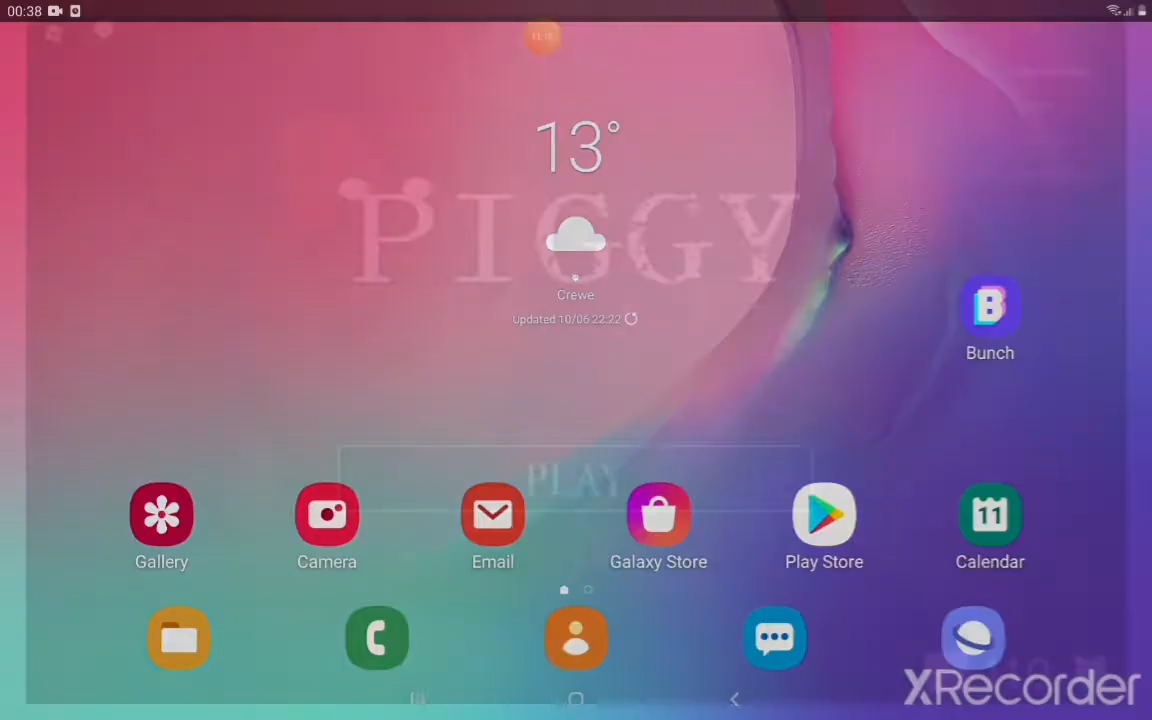 00:38
13°
PIGGY
Crewe
Updated 10/06 22:22
B
Bunch
PLAY
11
Gallery
Camera
Email
Galaxy Store
Play Store
Calendar
XRecorder